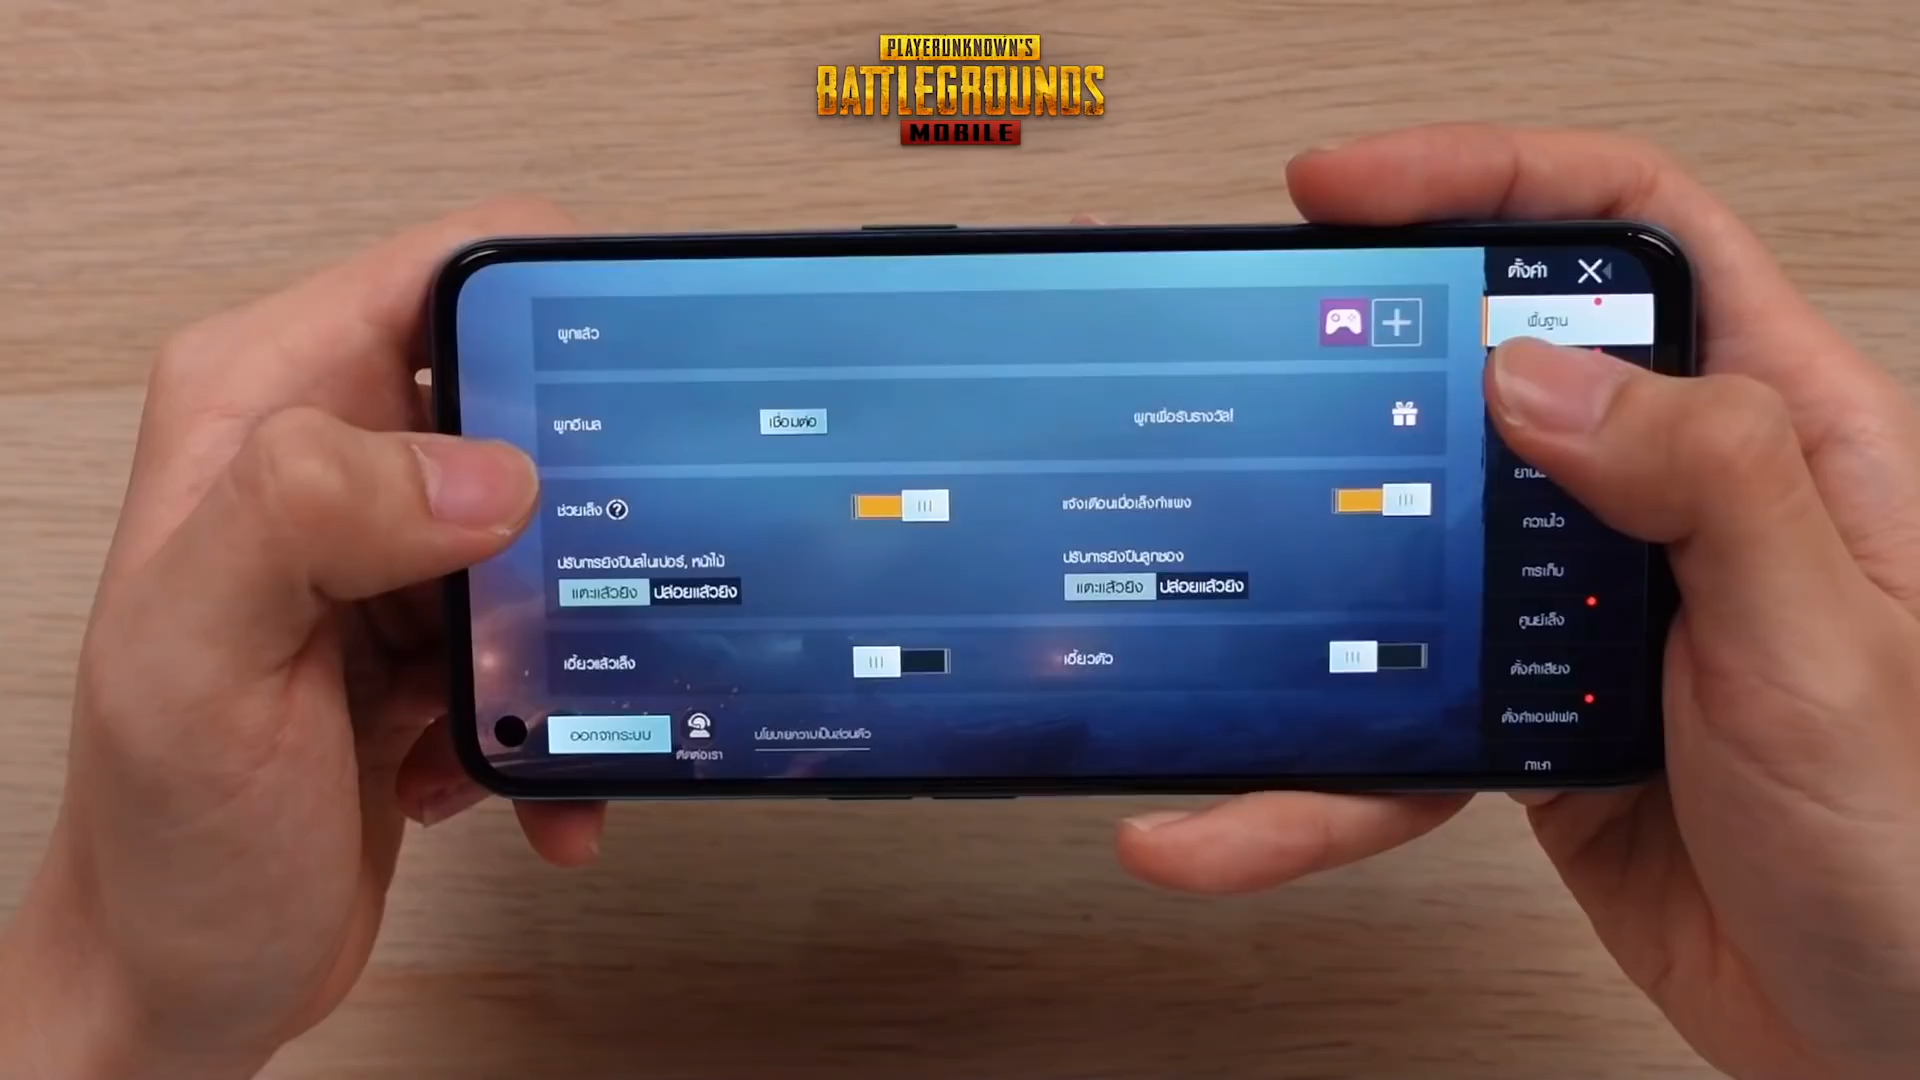 PLAYERUNKNOWN'S
BATTLEGROUNDS
MOBILE
ตั้งค่า
ผูกแล้ว
พื้นฐาน
ผูกอีเมล
เชื่อมต่อ
ผูกเพื่อรับรางวัล!
ช่วยเล็ง ?
แจ้งเตือนเมื่อเล็งกำแพง
ความไว
ปรับการยิงปืนสไนเปอร์, หน้าไม้
ปรับการยิงปืนลูกซอง
การเก็บ
แตะแล้วยิง ปล่อยแล้วยิง
แตะแล้วยิง ปล่อยแล้วยิง
ศูนย์เล็ง
เอี้ยวแล้วเล็ง
เอี้ยวตัว
ตั้งค่าเสียง
ตั้งค่าเอฟเฟค
ออกจากระบบ
ติดต่อเรา
นโยบายความเป็นส่วนตัว
ภาษา